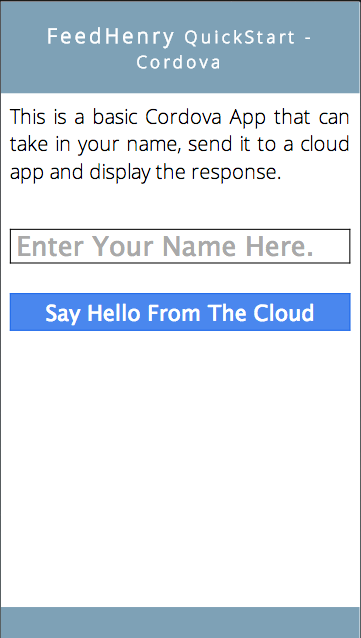 FeedHenry QuickStart -
Cordova
This is a basic Cordova App that can
take in your name, send it to a cloud
app and display the response.
Enter Your Name Here.
Say Hello From The Cloud